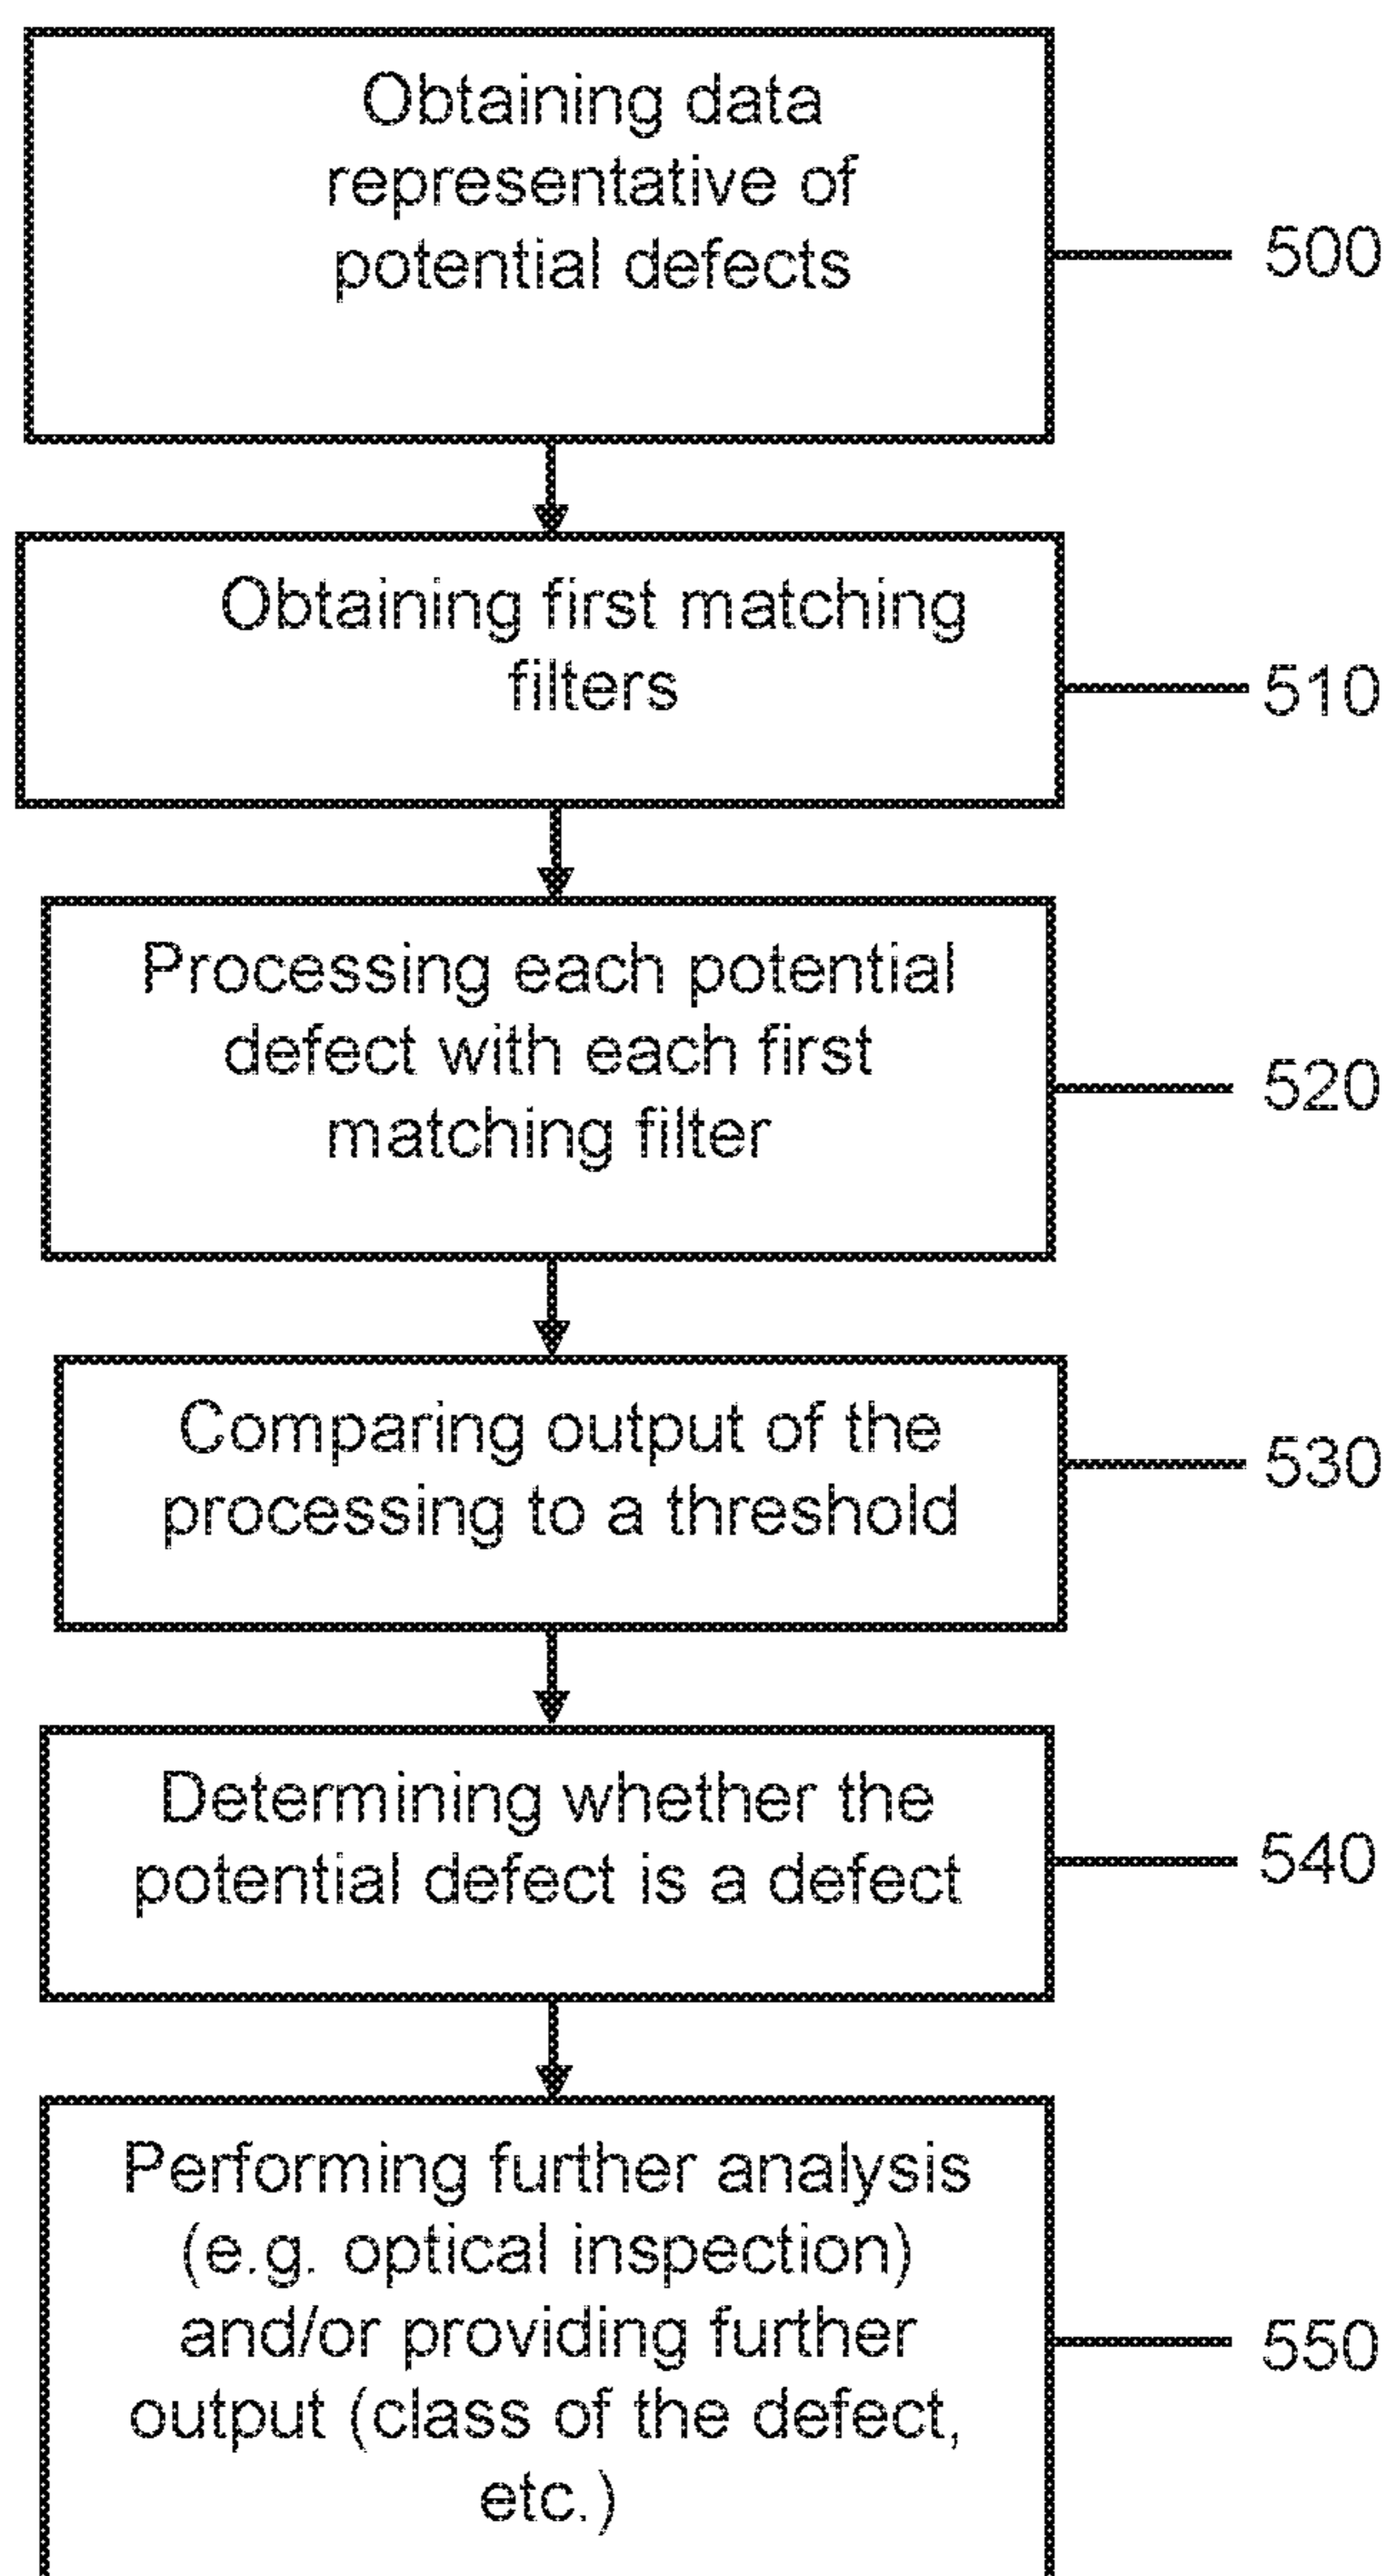 Obtaining data
representative of
potential defects
500
Obtaining first matching
filters
510
Processing each potential
defect with each first
matching filter
520
Comparing output of the
processing to a threshold
530
Determining whether the
potential defect is a defect
540
Performing further analysis
(e.g. optical inspection)
and/or providing further
output (class of the defect,
etc.)
550